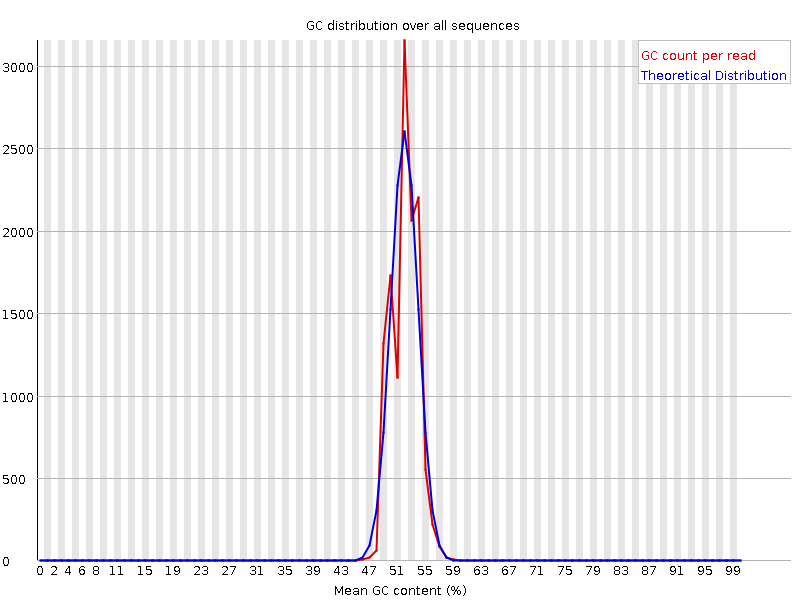 GC distribution over all sequences
GC count per read
Theoretical Distribution
3000
2500
2000
1500
1000
500
0
0 2 4 6 8 11 15 19 23 27 31 35 39 43 47 51 55 59 63 67 71 75 79 83 87 91 95 99
Mean GC content (%)